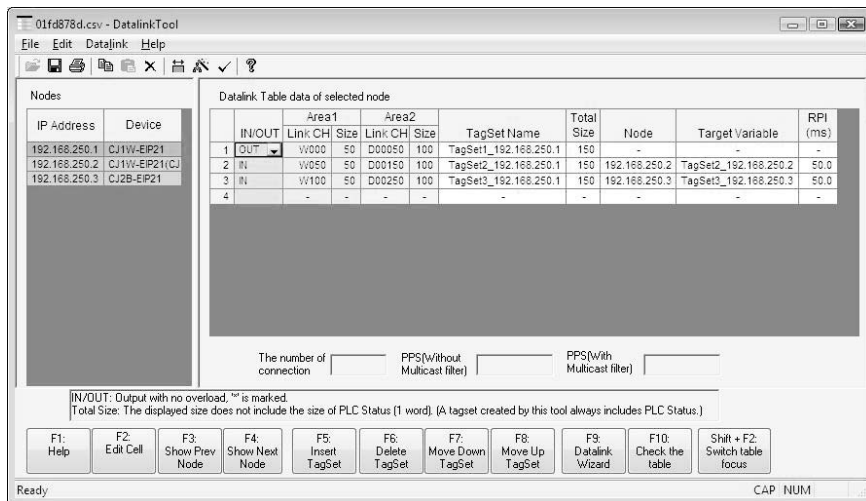 01fd878d.csv - DatalinkTool
File Edit Datalink Help
Nodes
IP Address Device
192.168.250.1 CJ1W-EIP21
192.168.250.2 CJ1W-EIP21(CJ
192.168.250.3 CJ2B-EIP21
Datalink Table data of selected node
Area1 Area2 Total RPI
IN/OUT Link CH Size Link CH Size TagSet Name Size Node Target Variable (ms)
1 OUT W000 50 D00050 100 TagSet1_192.168.250.1 150 - - -
2 IN W050 50 D00150 100 TagSet2_192.168.250.1 150 192.168.250.2 TagSet2_192.168.250.2 50.0
3 IN W100 50 D00250 100 TagSet3_192.168.250.1 150 192.168.250.3 TagSet3_192.168.250.3 50.0
4 - - - - - - - - -
The number of connection
PPS(Without Multicast filter)
PPS(With Multicast filter)
IN/OUT: Output with no overload, '*' is marked.
Total Size: The displayed size does not include the size of PLC Status (1 word). (A tagset created by this tool always includes PLC Status.)
F1: Help
F2: Edit Cell
F3: Show Prev Node
F4: Show Next Node
F5: Insert TagSet
F6: Delete TagSet
F7: Move Down TagSet
F8: Move Up TagSet
F9: Datalink Wizard
F10: Check the table
Shift + F2: Switch table focus
Ready CAP NUM